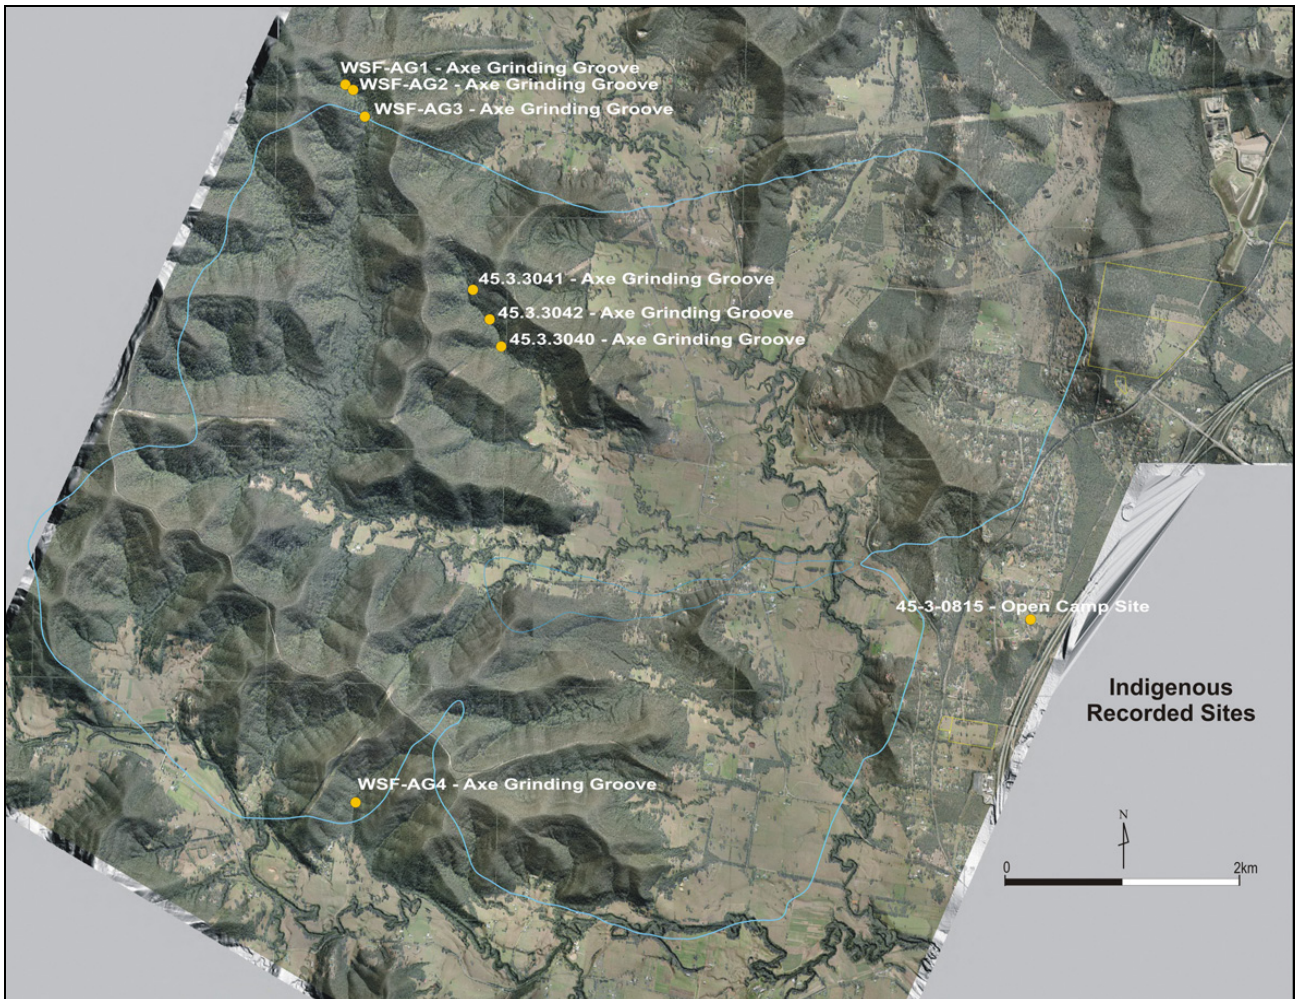 WSF-AG1 - Axe Grinding Groove
WSF-AG2 - Axe Grinding Groove
WSF-AG3 - Axe Grinding Groove
45.3.3041 - Axe Grinding Groove
45.3.3042 - Axe Grinding Groove
45.3.3040 - Axe Grinding Groove
45-3-0815 - Open Camp Site
Indigenous
Recorded Sites
WSF-AG4 - Axe Grinding Groove
N
0
2km